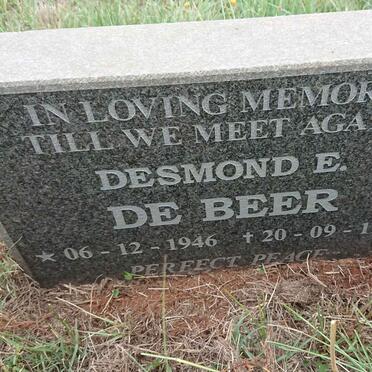 IN LOVING MEMOR
TILL WE MEET AGA
DESMOND E.
DE BEER
★ 06-12-1946 ✝ 20-09-1
PERFECT PEACE